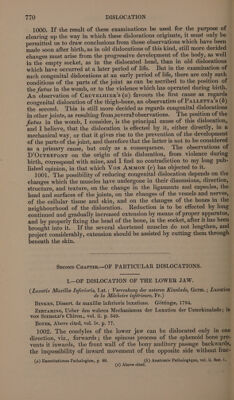 770 DISLOCATION
1000. If the result of these examinations be used for the purpose of
clearing up the way in which these dislocations originate, it must only be
permitted us to draw conclusions from those observations which have been
made soon after birth, as in old dislocations of this kind, still more decided
changes must arise from the progressive development of the body, as well
in the empty socket, as in the dislocated head, than in old dislocations
which have occurred at a later period of life. But in the examination of
such congenital dislocations at an early period of life, there are only such
conditions of the parts of the joint as can be ascribed to the position of
the fœtus in the womb, or to the violence which has operated during birth.
An observation of CRUVEILHIER'S (a) favours the first cause as regards
congenital dislocation of the thigh-bone, an observation of PALLETTA'S (b)
the second. This is still more decided as regards congenital dislocations
in other joints, as resulting from several observations. The position of the
fœtus in the womb, I consider, is the principal cause of this dislocation,
and I believe, that the dislocation is effected by it, either directly, in a
mechanical way, or that it gives rise to the prevention of the development
of the parts of the joint, and therefore that the latter is not to be considered
as a primary cause, but only as a consequence. The observations of
D'OUTREPONT on the origin of this dislocation, from violence during
birth, correspond with mine, and I find no contradiction to my long pub-
lished opinion, in that which VON AMMON (c) has objected to it.
1001. The possibility of reducing congenital dislocation depends on the
changes which the muscles have undergone in their dimensions, direction,
structure, and texture, on the changes in the ligaments and capsules, the
head and surfaces of the joints, on the changes of the vessels and nerves,
of the cellular tissue and skin, and on the changes of the bones in the
neighbourhood of the dislocation. Reduction is to be effected by long
continued and gradually increased extension by means of proper apparatus,
and by properly fixing the head of the bone, in the socket, after it has been
brought into it. If the several shortened muscles do not lengthen, and
project considerably, extension should be assisted by cutting them through
beneath the skin.
SECOND CHAPTER.—OF PARTICULAR DISLOCATIONS.
I.—OF DISLOCATION OF THE LOWER JAW.
(Luxatio Maxillæ Inferioris, Lat.; Verrenkung der unteren Kinnlade, Germ.; Luxation
de la Mâchoire inférieure, Fr.)
BINKAN, Dissert. de maxillæ inferioris luxatione. Göttinge, 1794.
ZENTARINI, Ueber den wahren Mechanismus der Luxation der Unterkinnlade; in
VON SIEBOLD'S Chiron., vol. ii. p. 346.
BOYER, Above cited, vol. iv. p. 77.
1002. The condyles of the lower jaw can be dislocated only in one
direction, viz., forwards; the spinous process of the sphenoid bone pre-
vents it inwards, the front wall of the bony auditory passage backwards,
the impossibility of inward movement of the opposite side without frac-
(a) Exercitationes Pathologicæ, p. 86.
(c) Above cited.